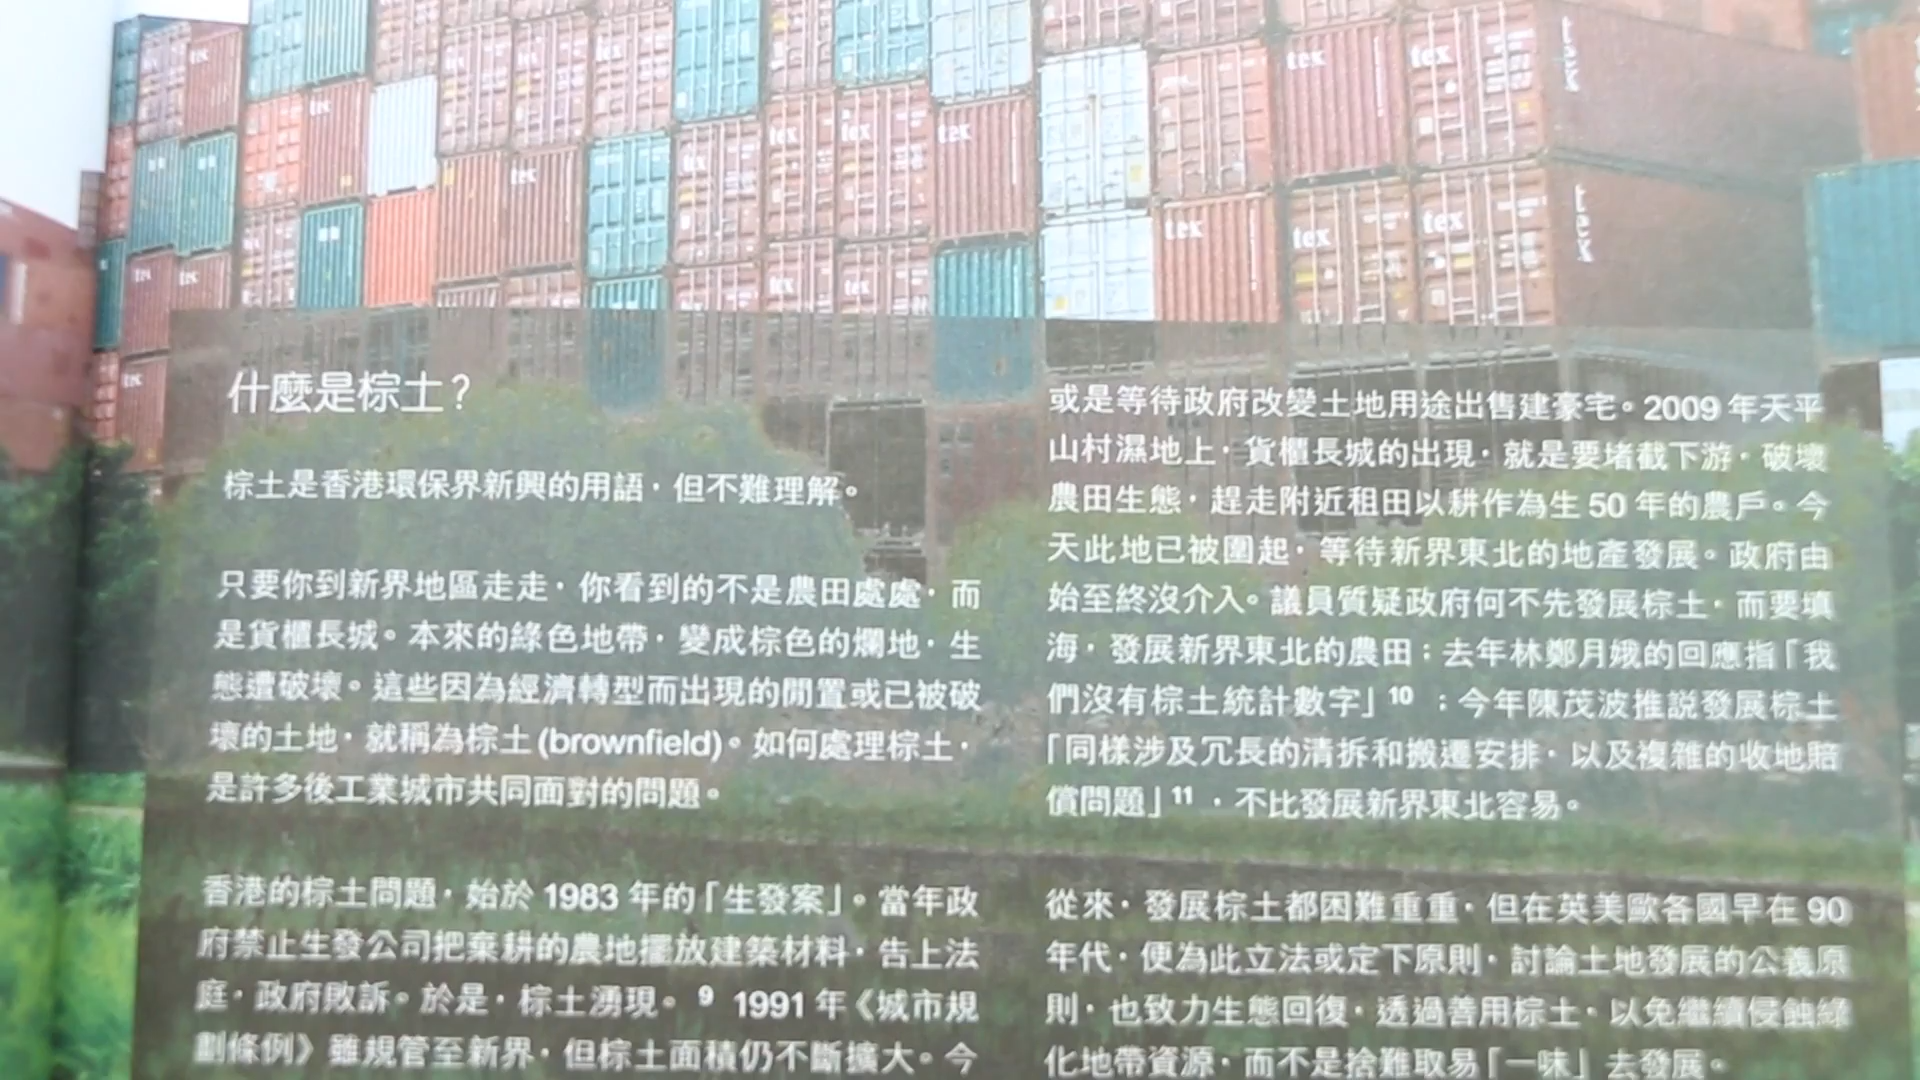 什麼是棕土？
棕土是香港環保界新興的用語，但不難理解。
只要你到新界地區走走，你看到的不是農田處處，而
是貨櫃長城。本來的綠色地帶，變成棕色的爛地，生
態遭破壞。這些因為經濟轉型而出現的閒置或已被破
壞的土地，就稱為棕土(brownfield)。如何處理棕土，
是許多後工業城市共同面對的問題。
香港的棕土問題，始於 1983 年的「生發案」。當年政
府禁止生發公司把棄耕的農地擺放建築材料，告上法
庭，政府敗訴。於是，棕土湧現。9 1991 年《城市規
劃條例》雖規管至新界，但棕土面積仍不斷擴大。今
或是等待政府改變土地用途出售建豪宅。2009 年天平
山村濕地上，貨櫃長城的出現，就是要堵截下游，破壞
農田生態，趕走附近租田以耕作為生 50 年的農戶。今
天此地已被圍起，等待新界東北的地產發展。政府由
始至終沒介入。議員質疑政府何不先發展棕土，而要填
海，發展新界東北的農田；去年林鄭月娥的回應指「我
們沒有棕土統計數字」10 ；今年陳茂波推説發展棕土
「同樣涉及冗長的清拆和搬遷安排，以及複雜的收地賠
償問題」11 ，不比發展新界東北容易。
從來，發展棕土都困難重重，但在英美歐各國早在 90
年代，便為此立法或定下原則，討論土地發展的公義原
則，也致力生態回復，透過善用棕土，以免繼續侵蝕綠
化地帶資源，而不是捨難取易「一味」去發展。
tex
tex
tex
tex
tex
tex
tex
tex
tex
tex
tex
tex